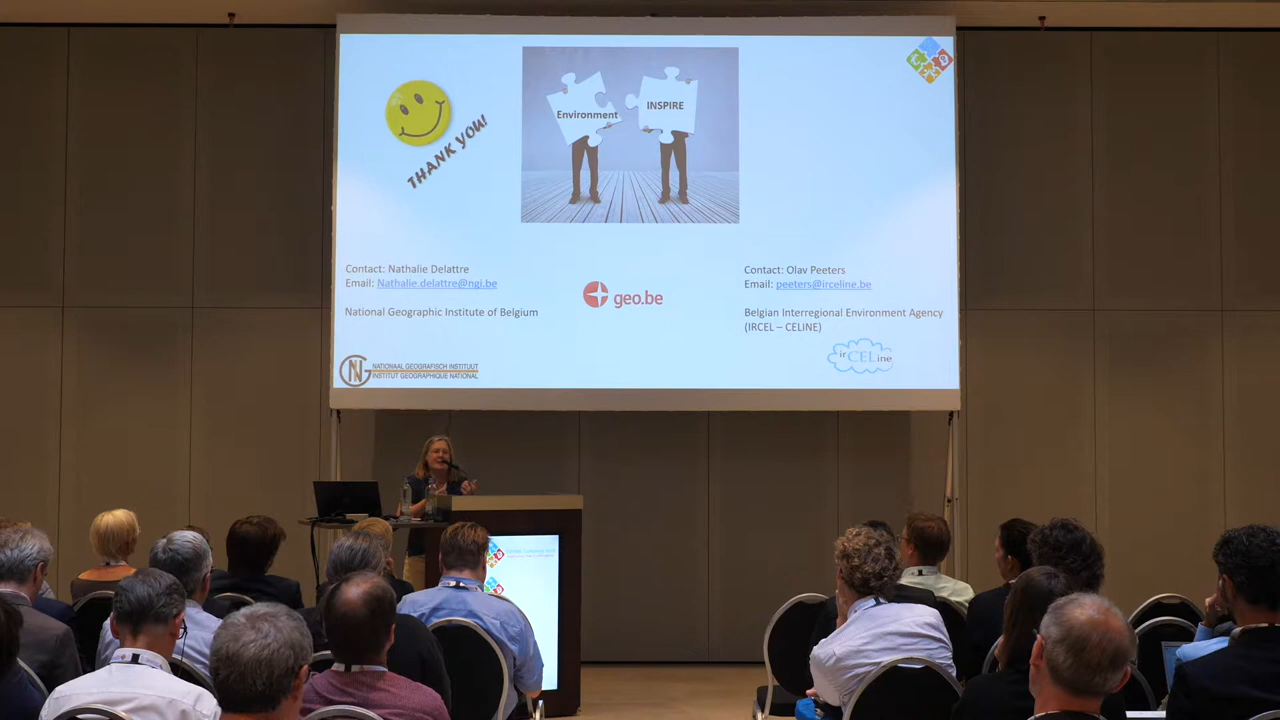 THANK YOU!
Environment
INSPIRE
Contact: Nathalie Delattre
Email: Nathalie.delattre@ngi.be
National Geographic Institute of Belgium
geo.be
Contact: Olav Peeters
Email: peeters@irceline.be
Belgian Interregional Environment Agency
(IRCEL – CELINE)
NATIONAAL GEOGRAFISCH INSTITUUT
INSTITUT GEOGRAPHIQUE NATIONAL
irCELine